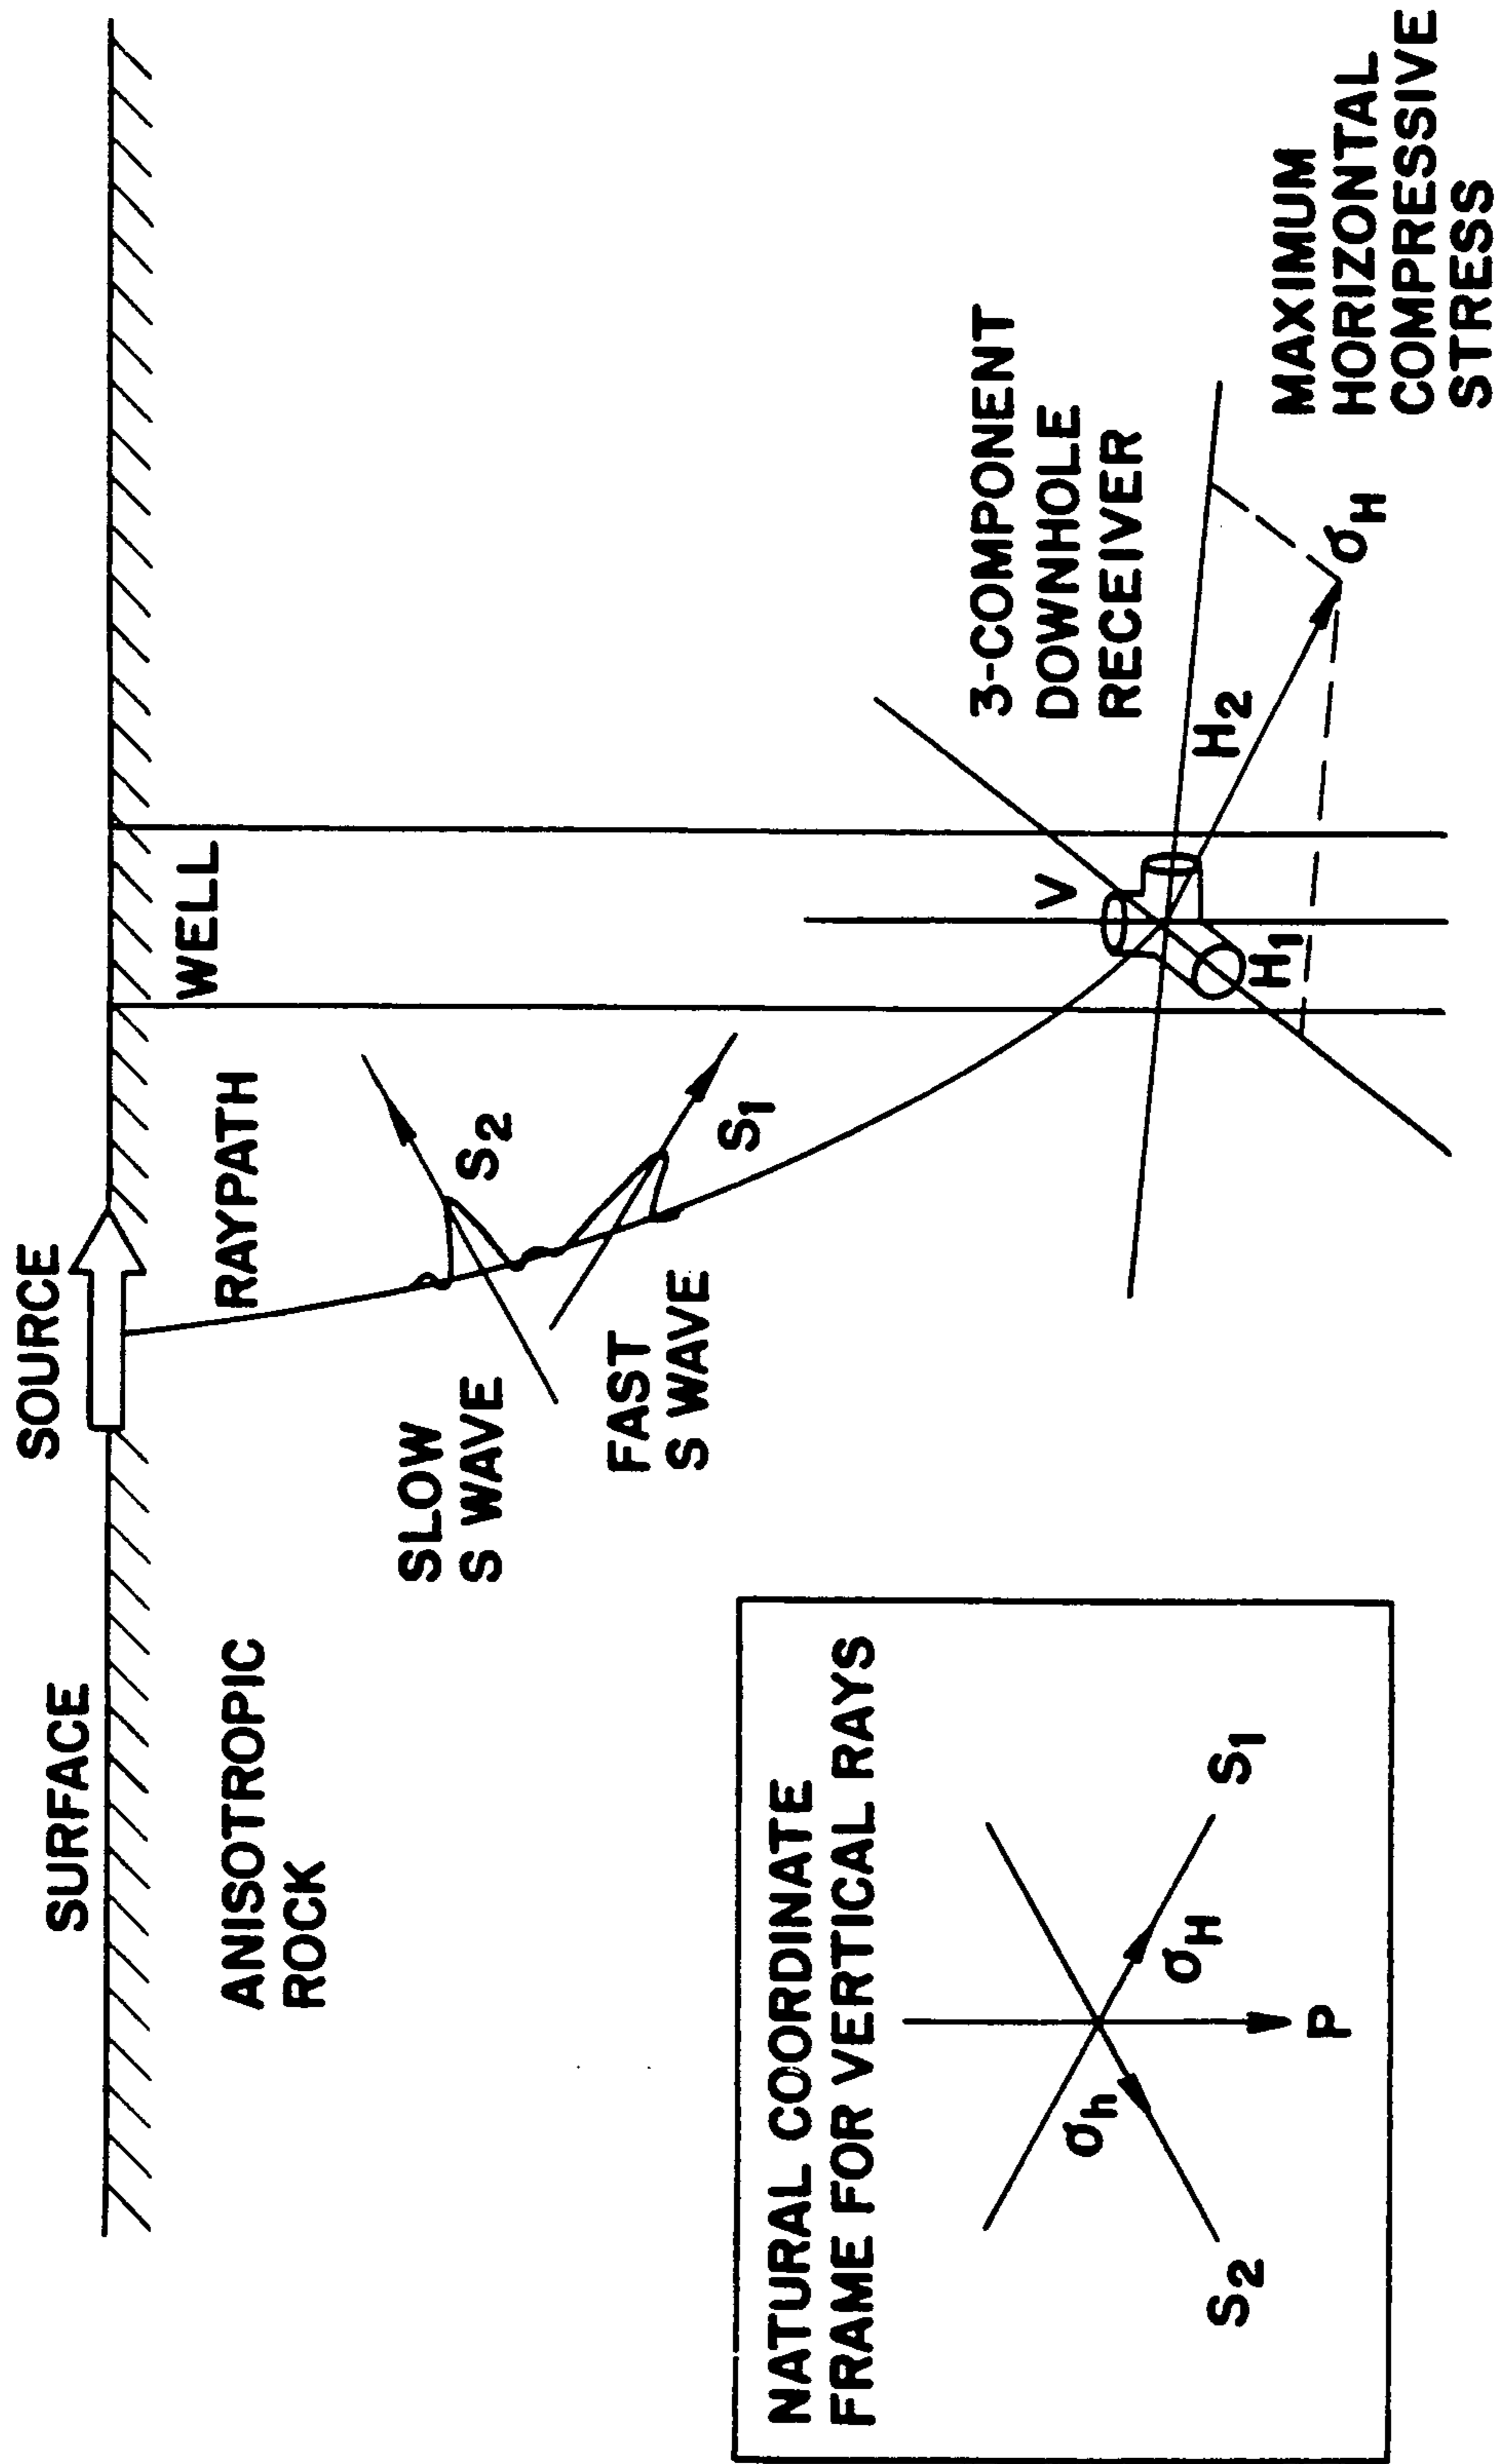 SOURCE
SURFACE
WELL
RAYPATH
ANISOTROPIC
ROCK
SLOW
S WAVE
S2
FAST
S WAVE
S1
3-COMPONENT
DOWNHOLE
RECEIVER
V
H1
H2
σH
MAXIMUM
HORIZONTAL
COMPRESSIVE
STRESS
NATURAL COORDINATE
FRAME FOR VERTICAL RAYS
σh
σH
S2
P
S1